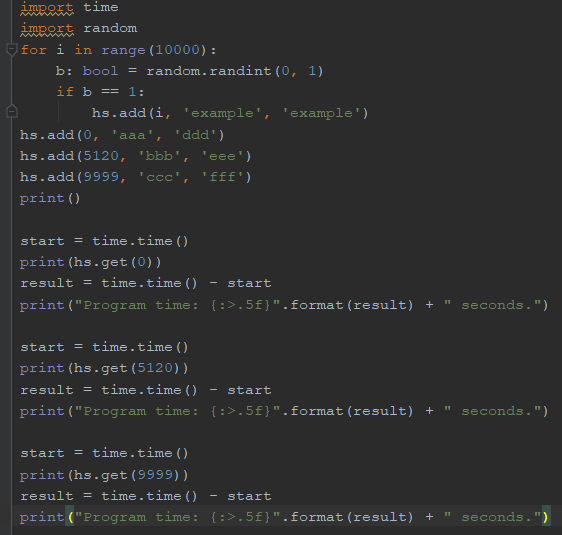 import time
import random
for i in range(10000):
    b: bool = random.randint(0, 1)
    if b == 1:
        hs.add(i, 'example', 'example')
hs.add(0, 'aaa', 'ddd')
hs.add(5120, 'bbb', 'eee')
hs.add(9999, 'ccc', 'fff')
print()

start = time.time()
print(hs.get(0))
result = time.time() - start
print("Program time: {:>.5f}".format(result) + " seconds.")

start = time.time()
print(hs.get(5120))
result = time.time() - start
print("Program time: {:>.5f}".format(result) + " seconds.")

start = time.time()
print(hs.get(9999))
result = time.time() - start
print("Program time: {:>.5f}".format(result) + " seconds.")